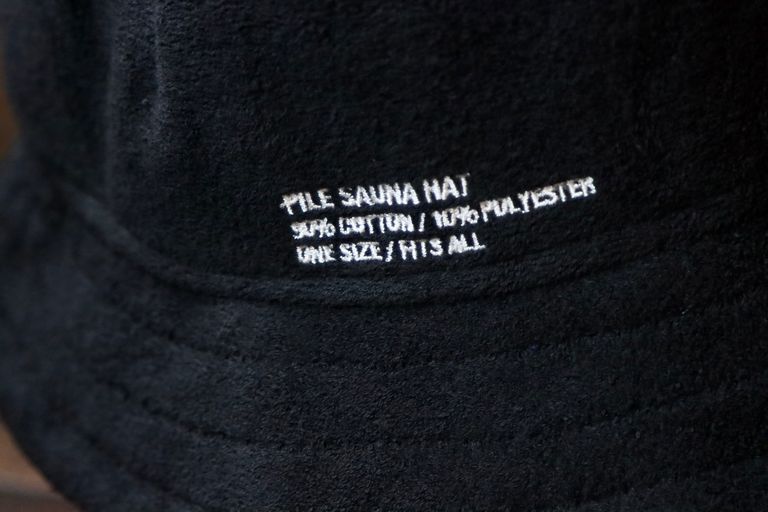 PILE SAUNA HAT
90% COTTON / 10% POLYESTER
ONE SIZE / FITS ALL